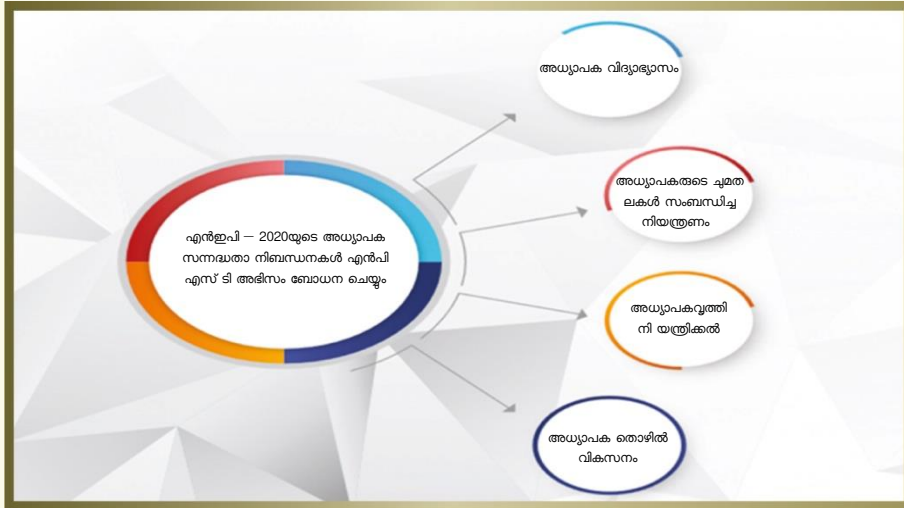 എൻഇപി – 2020യുടെ അധ്യാപക
സന്നദ്ധതാ നിബന്ധനകൾ എൻപി
എസ് ടി അഭിസം ബോധന ചെയ്യും
അധ്യാപക വിദ്യാഭ്യാസം
അധ്യാപകരുടെ ചുമത
ലകൾ സംബന്ധിച്ച
നിയന്ത്രണം
അധ്യാപകവൃത്തി
നി യന്ത്രിക്കൽ
അധ്യാപക തൊഴിൽ
വികസനം